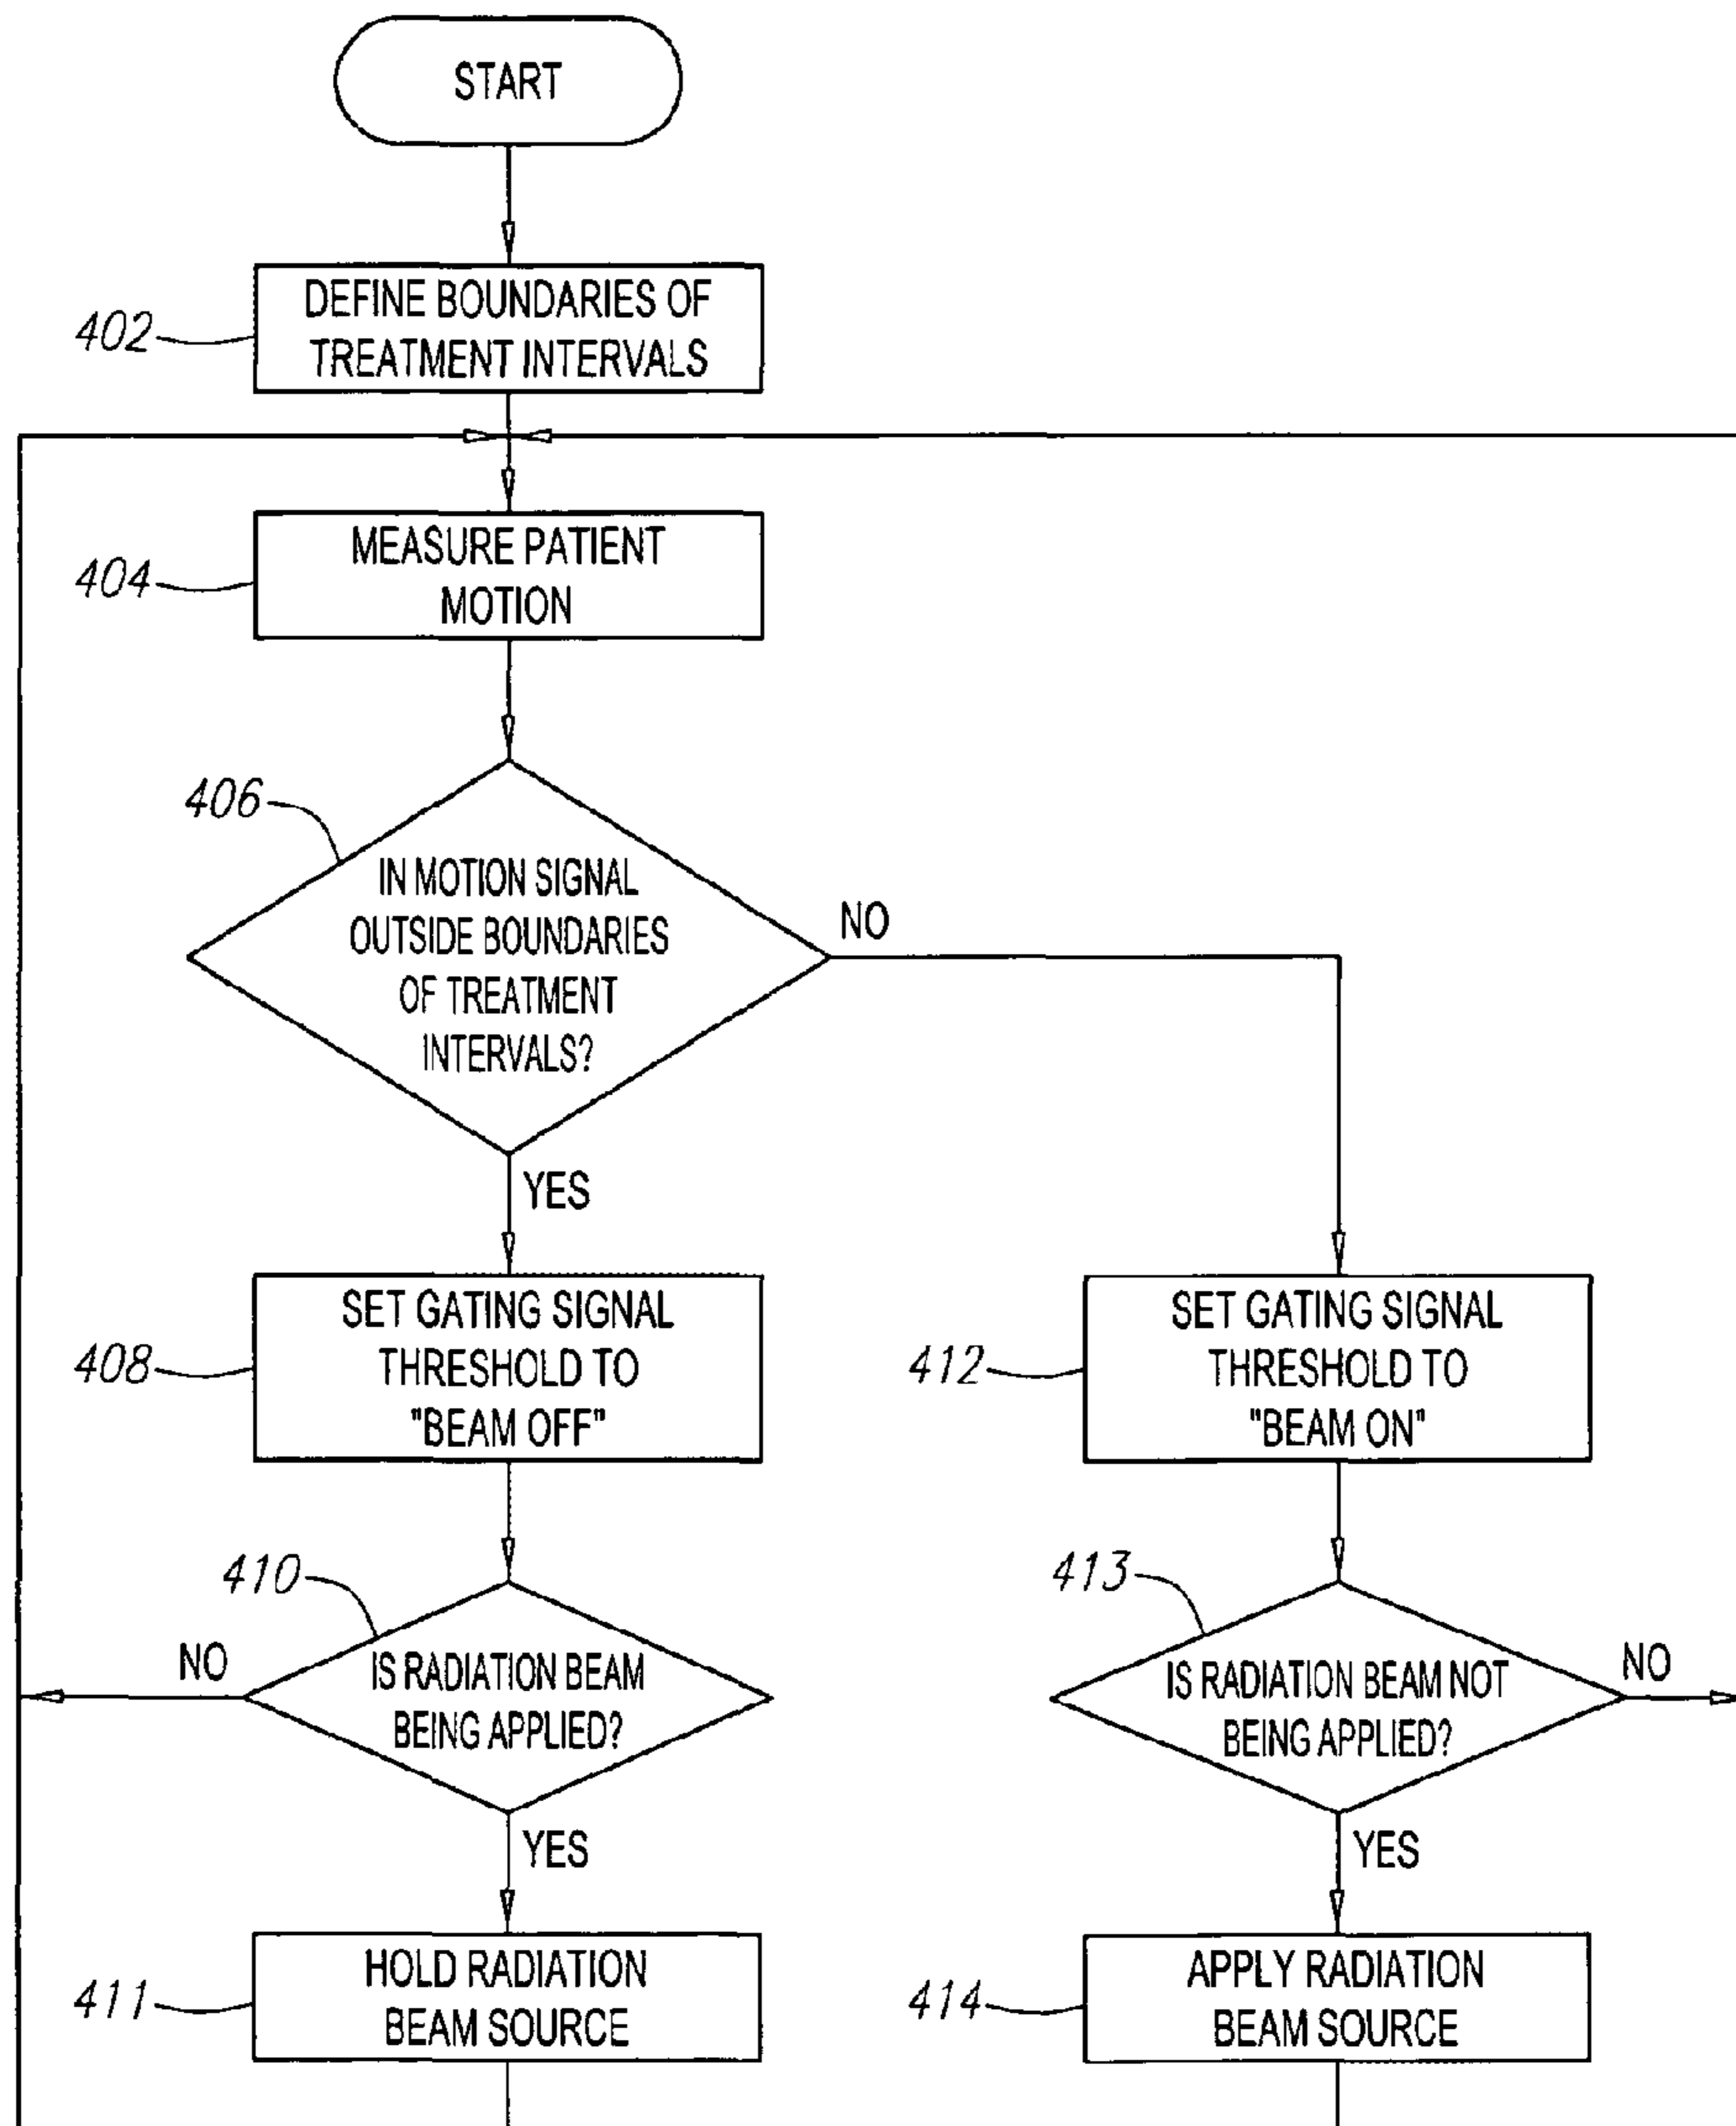 START
402
DEFINE BOUNDARIES OF
TREATMENT INTERVALS
404
MEASURE PATIENT
MOTION
406
IN MOTION SIGNAL
OUTSIDE BOUNDARIES
OF TREATMENT
INTERVALS?
NO
YES
408
SET GATING SIGNAL
THRESHOLD TO
"BEAM OFF"
412
SET GATING SIGNAL
THRESHOLD TO
"BEAM ON"
410
NO
IS RADIATION BEAM
BEING APPLIED?
YES
413
IS RADIATION BEAM NOT
BEING APPLIED?
NO
YES
411
HOLD RADIATION
BEAM SOURCE
414
APPLY RADIATION
BEAM SOURCE